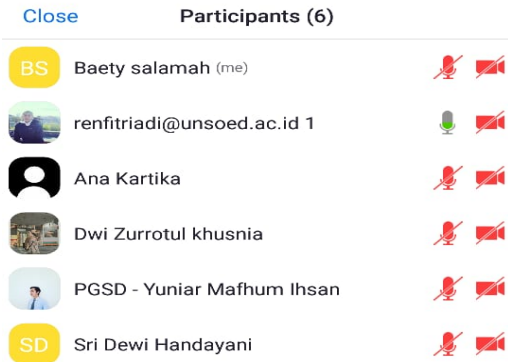 Close Participants (6)
BS Baety salamah (me)
renfitriadi@unsoed.ac.id 1
Ana Kartika
Dwi Zurrotul khusnia
PGSD - Yuniar Mafhum Ihsan
SD Sri Dewi Handayani